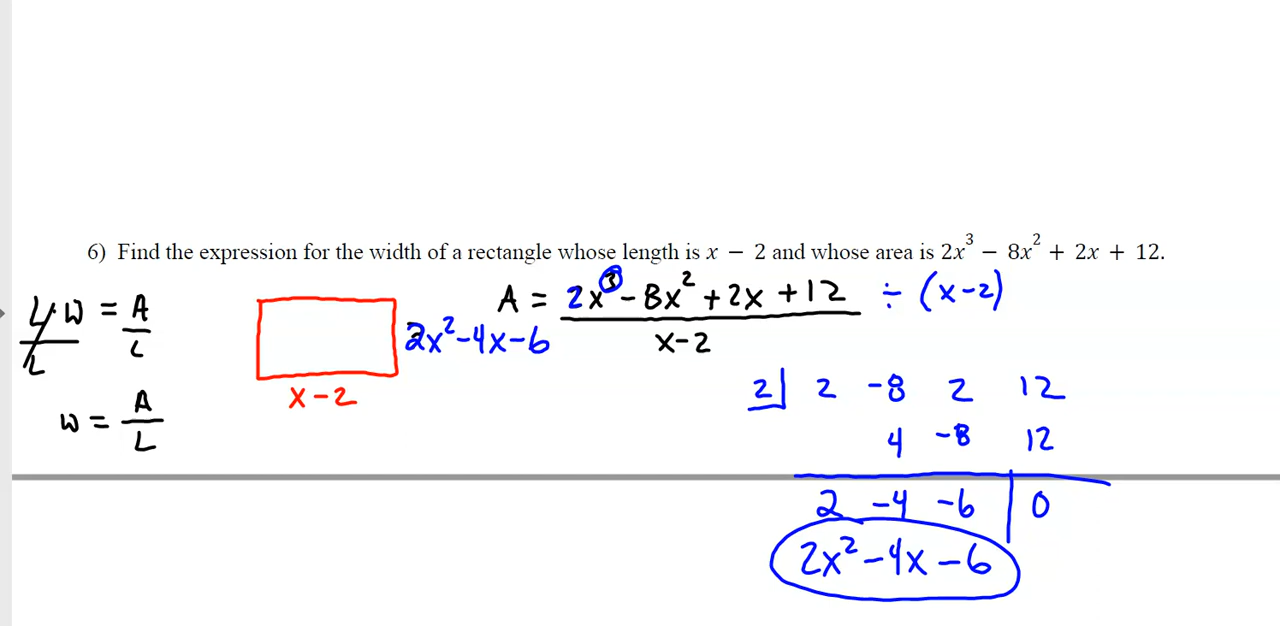 6) Find the expression for the width of a rectangle whose length is x − 2 and whose area is 2x³ − 8x² + 2x + 12.
L·W = A
L L
W = A/L
x-2
2x²-4x-6
A = 2x³-8x²+2x+12 ÷ (x-2)
x-2
2| 2 -8 2 12
4 -8 12
2 -4 -6 | 0
2x²-4x-6